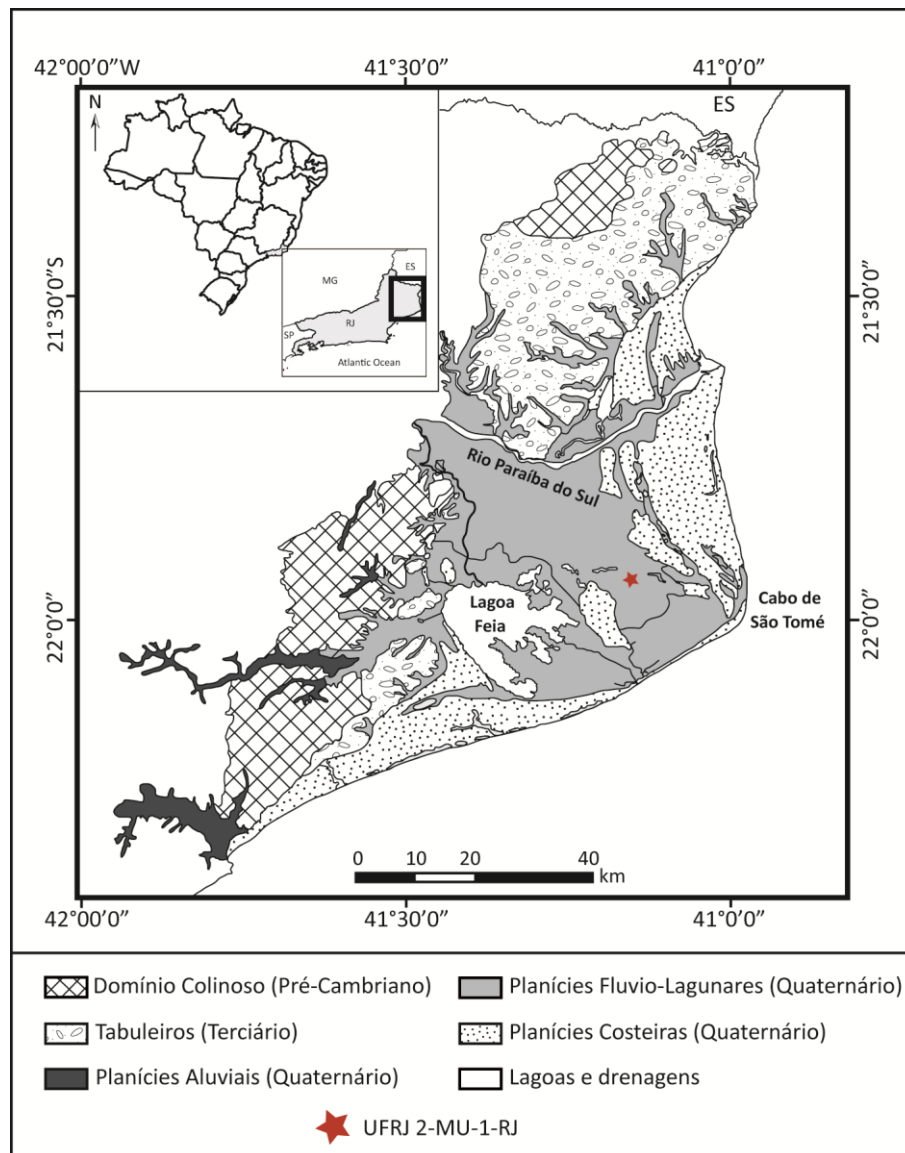 42°00'0"W
41°30'0"
41°0'0"
N
ES
21°30'0"S
21°30'0"
MG
ES
RJ
SP
Atlantic Ocean
Rio Paraíba do Sul
Lagoa
Feia
Cabo de
São Tomé
22°0'0"
22°0'0"
0 10 20 40
km
42°00'0"
41°30'0"
41°0'0"
Domínio Colinoso (Pré-Cambriano)
Planícies Fluvio-Lagunares (Quaternário)
Tabuleiros (Terciário)
Planícies Costeiras (Quaternário)
Planícies Aluviais (Quaternário)
Lagoas e drenagens
UFRJ 2-MU-1-RJ